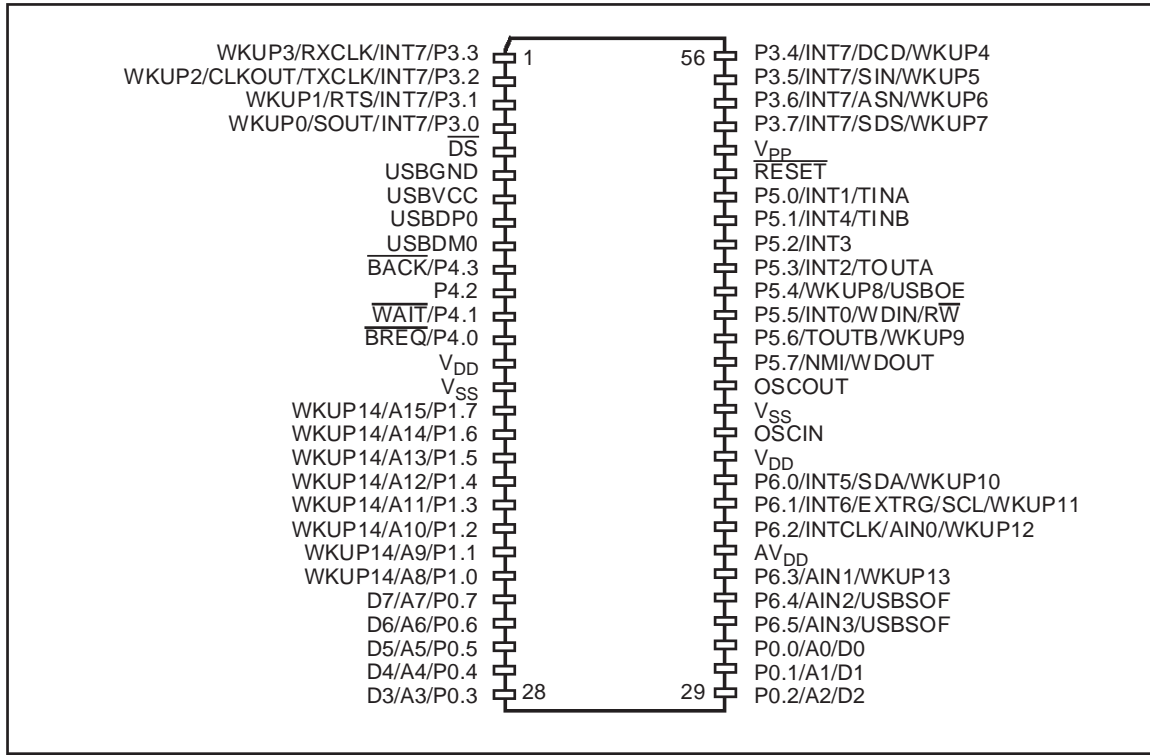 WKUP3/RXCLK/INT7/P3.3
WKUP2/CLKOUT/TXCLK/INT7/P3.2
WKUP1/RTS/INT7/P3.1
WKUP0/SOUT/INT7/P3.0
DS
USBGND
USBVCC
USBDP0
USBDM0
BACK/P4.3
P4.2
WAIT/P4.1
BREQ/P4.0
VDD
VSS
WKUP14/A15/P1.7
WKUP14/A14/P1.6
WKUP14/A13/P1.5
WKUP14/A12/P1.4
WKUP14/A11/P1.3
WKUP14/A10/P1.2
WKUP14/A9/P1.1
WKUP14/A8/P1.0
D7/A7/P0.7
D6/A6/P0.6
D5/A5/P0.5
D4/A4/P0.4
D3/A3/P0.3
1
28
56
29
P3.4/INT7/DCD/WKUP4
P3.5/INT7/SIN/WKUP5
P3.6/INT7/ASN/WKUP6
P3.7/INT7/SDS/WKUP7
VPP
RESET
P5.0/INT1/TINA
P5.1/INT4/TINB
P5.2/INT3
P5.3/INT2/TOUTA
P5.4/WKUP8/USBOE
P5.5/INT0/WDIN/RW
P5.6/TOUTB/WKUP9
P5.7/NMI/WDOUT
OSCOUT
VSS
OSCIN
VDD
P6.0/INT5/SDA/WKUP10
P6.1/INT6/EXTRG/SCL/WKUP11
P6.2/INTCLK/AIN0/WKUP12
AVDD
P6.3/AIN1/WKUP13
P6.4/AIN2/USBSOF
P6.5/AIN3/USBSOF
P0.0/A0/D0
P0.1/A1/D1
P0.2/A2/D2